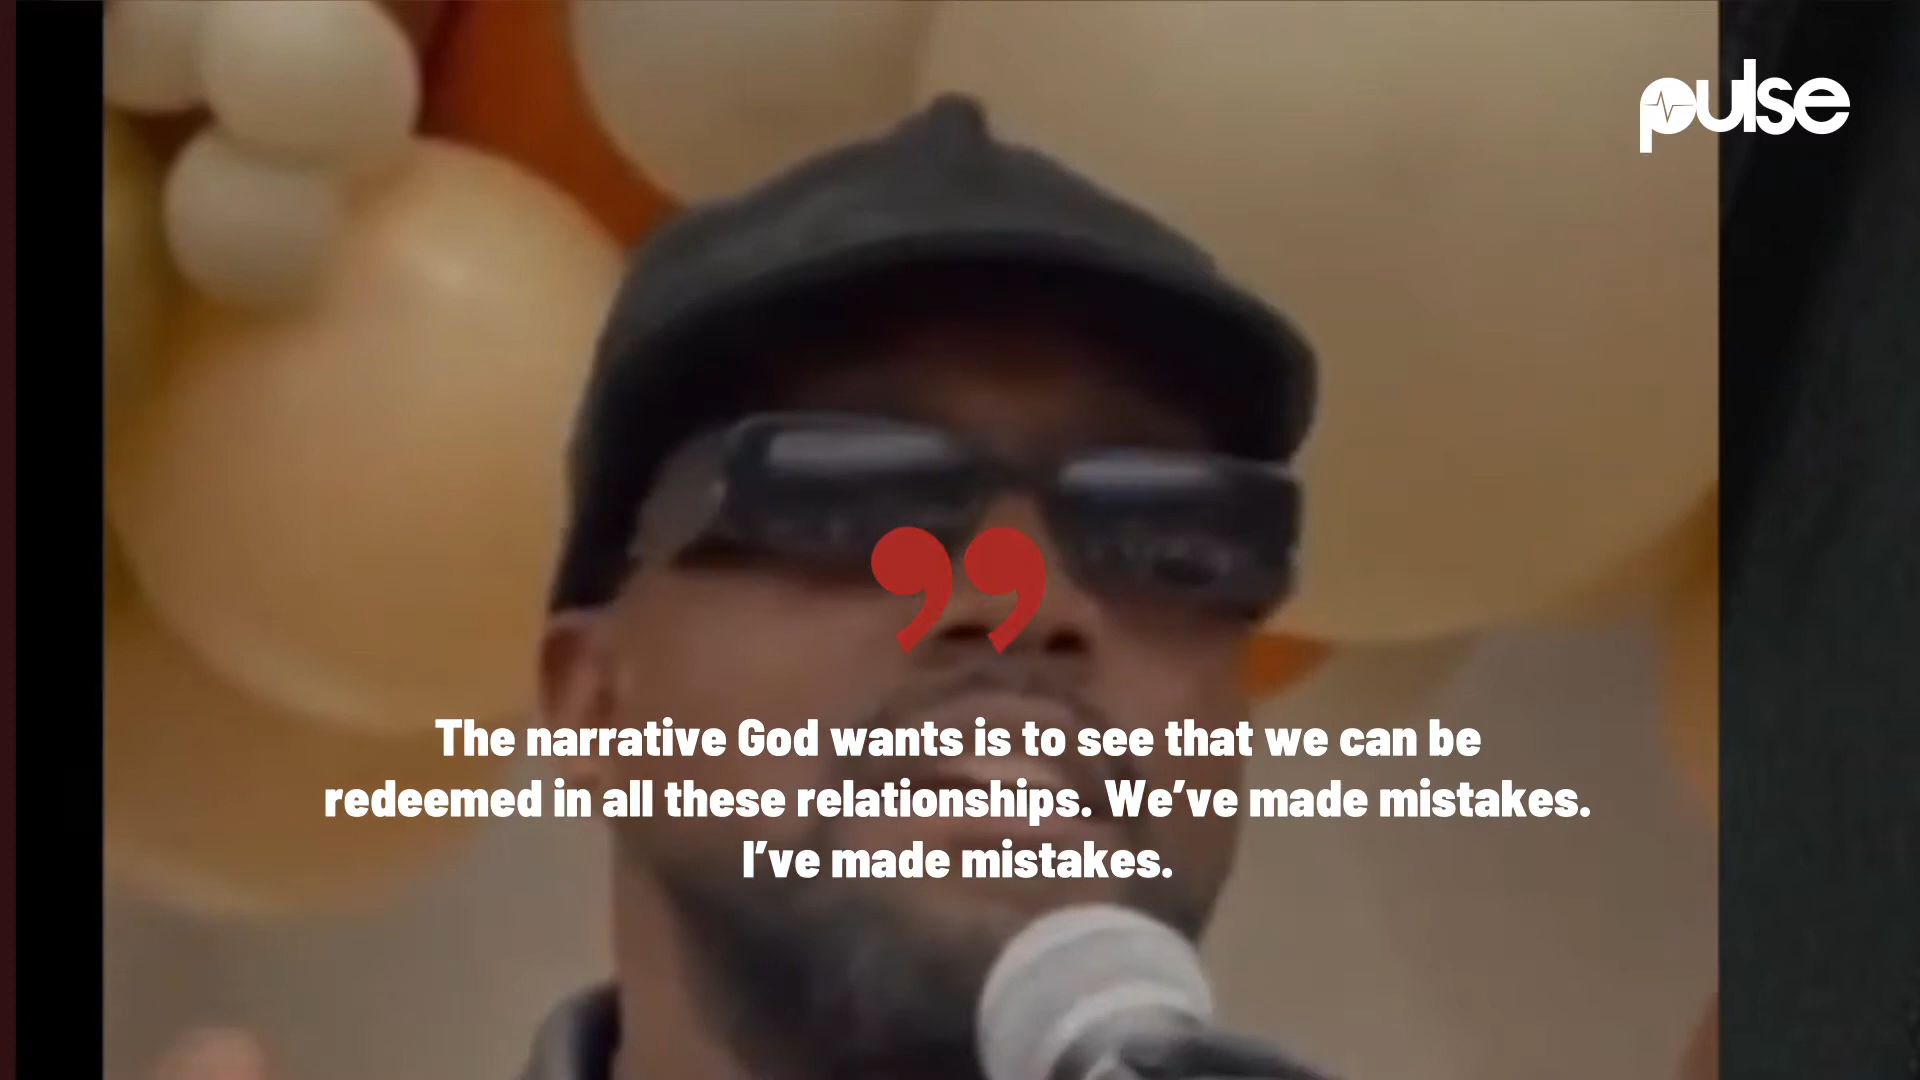 pulse
”
The narrative God wants is to see that we can be
redeemed in all these relationships. We’ve made mistakes.
I’ve made mistakes.